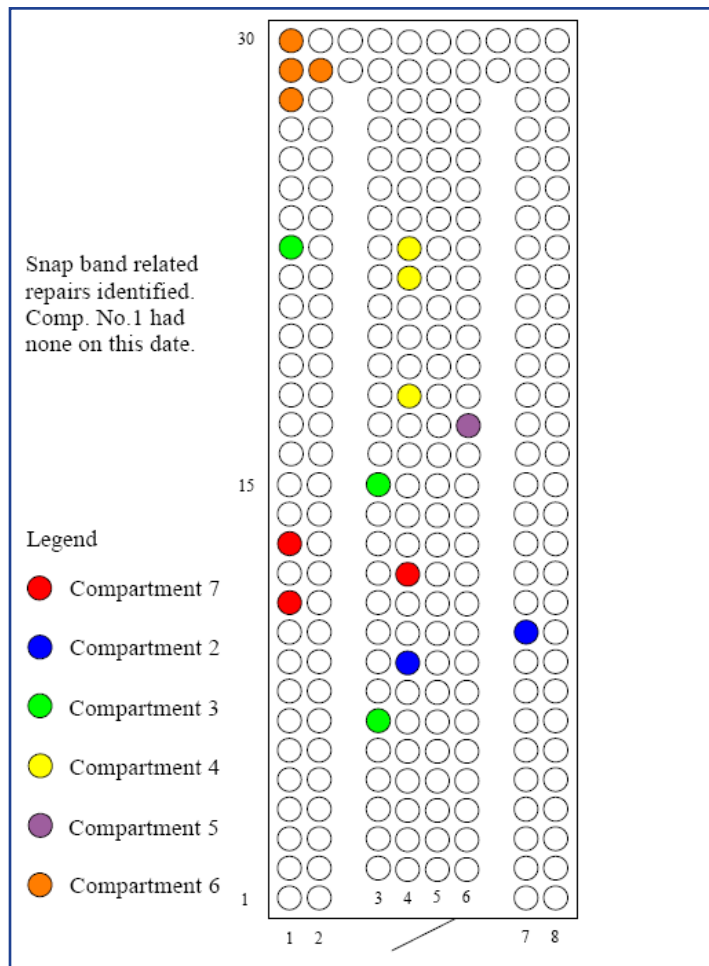 30
Snap band related
repairs identified.
Comp. No.1 had
none on this date.
15
Legend
Compartment 7
Compartment 2
Compartment 3
Compartment 4
Compartment 5
Compartment 6
1
3 4 5 6
1 2 7 8